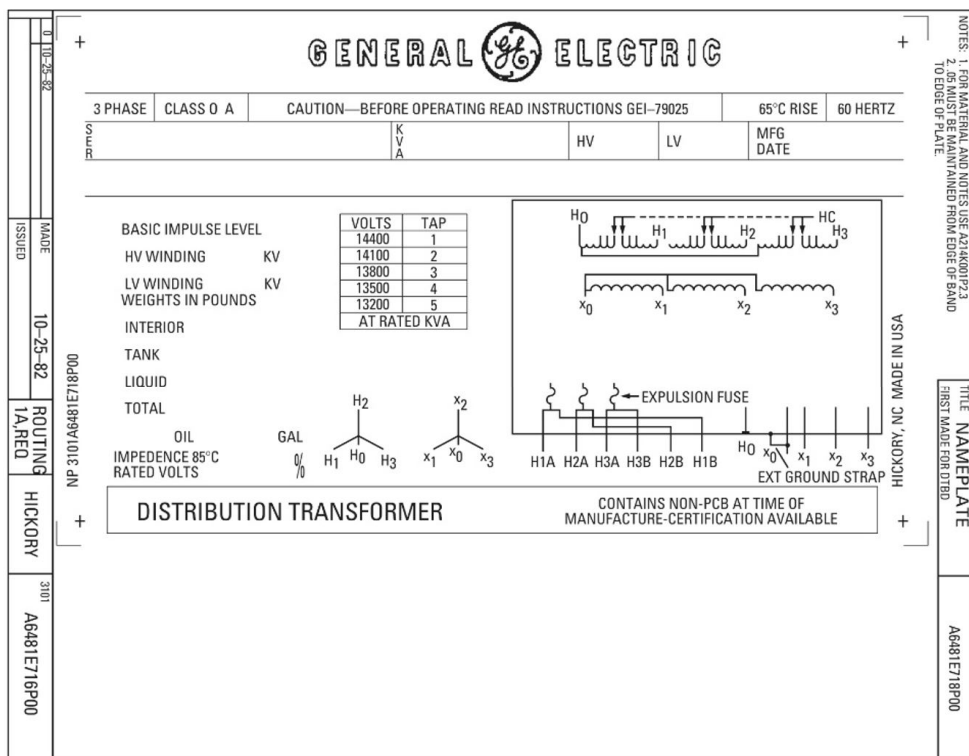 GENERAL GE ELECTRIC
3 PHASE CLASS O A CAUTION—BEFORE OPERATING READ INSTRUCTIONS GEI–79025 65°C RISE 60 HERTZ
SER KVA HV LV MFG DATE
BASIC IMPULSE LEVEL
HV WINDING KV
LV WINDING KV
WEIGHTS IN POUNDS
INTERIOR
TANK
LIQUID
TOTAL
OIL GAL
IMPEDENCE 85°C %
RATED VOLTS
VOLTS TAP
14400 1
14100 2
13800 3
13500 4
13200 5
AT RATED KVA
H2
H1 H0 H3
x2
x1 x0 x3
H0 HC
H1 H2 H3
x0 x1 x2 x3
EXPULSION FUSE
H1A H2A H3A H3B H2B H1B H0 x0 x1 x2 x3
EXT GROUND STRAP
DISTRIBUTION TRANSFORMER
CONTAINS NON-PCB AT TIME OF
MANUFACTURE-CERTIFICATION AVAILABLE
NP 3101A6481E718P00
HICKORY, NC MADE IN USA
0 10–25–82
MADE 10–25–82
ISSUED
ROUTING
1A,REQ
HICKORY
3101
A6481E716P00
NOTES: 1. FOR MATERIAL AND NOTES USE A214K001P2.3
2. .05 MUST BE MAINTAINED FROM EDGE OF BAND
TO EDGE OF PLATE.
TITLE NAMEPLATE
FIRST MADE FOR DTBD
A6481E718P00